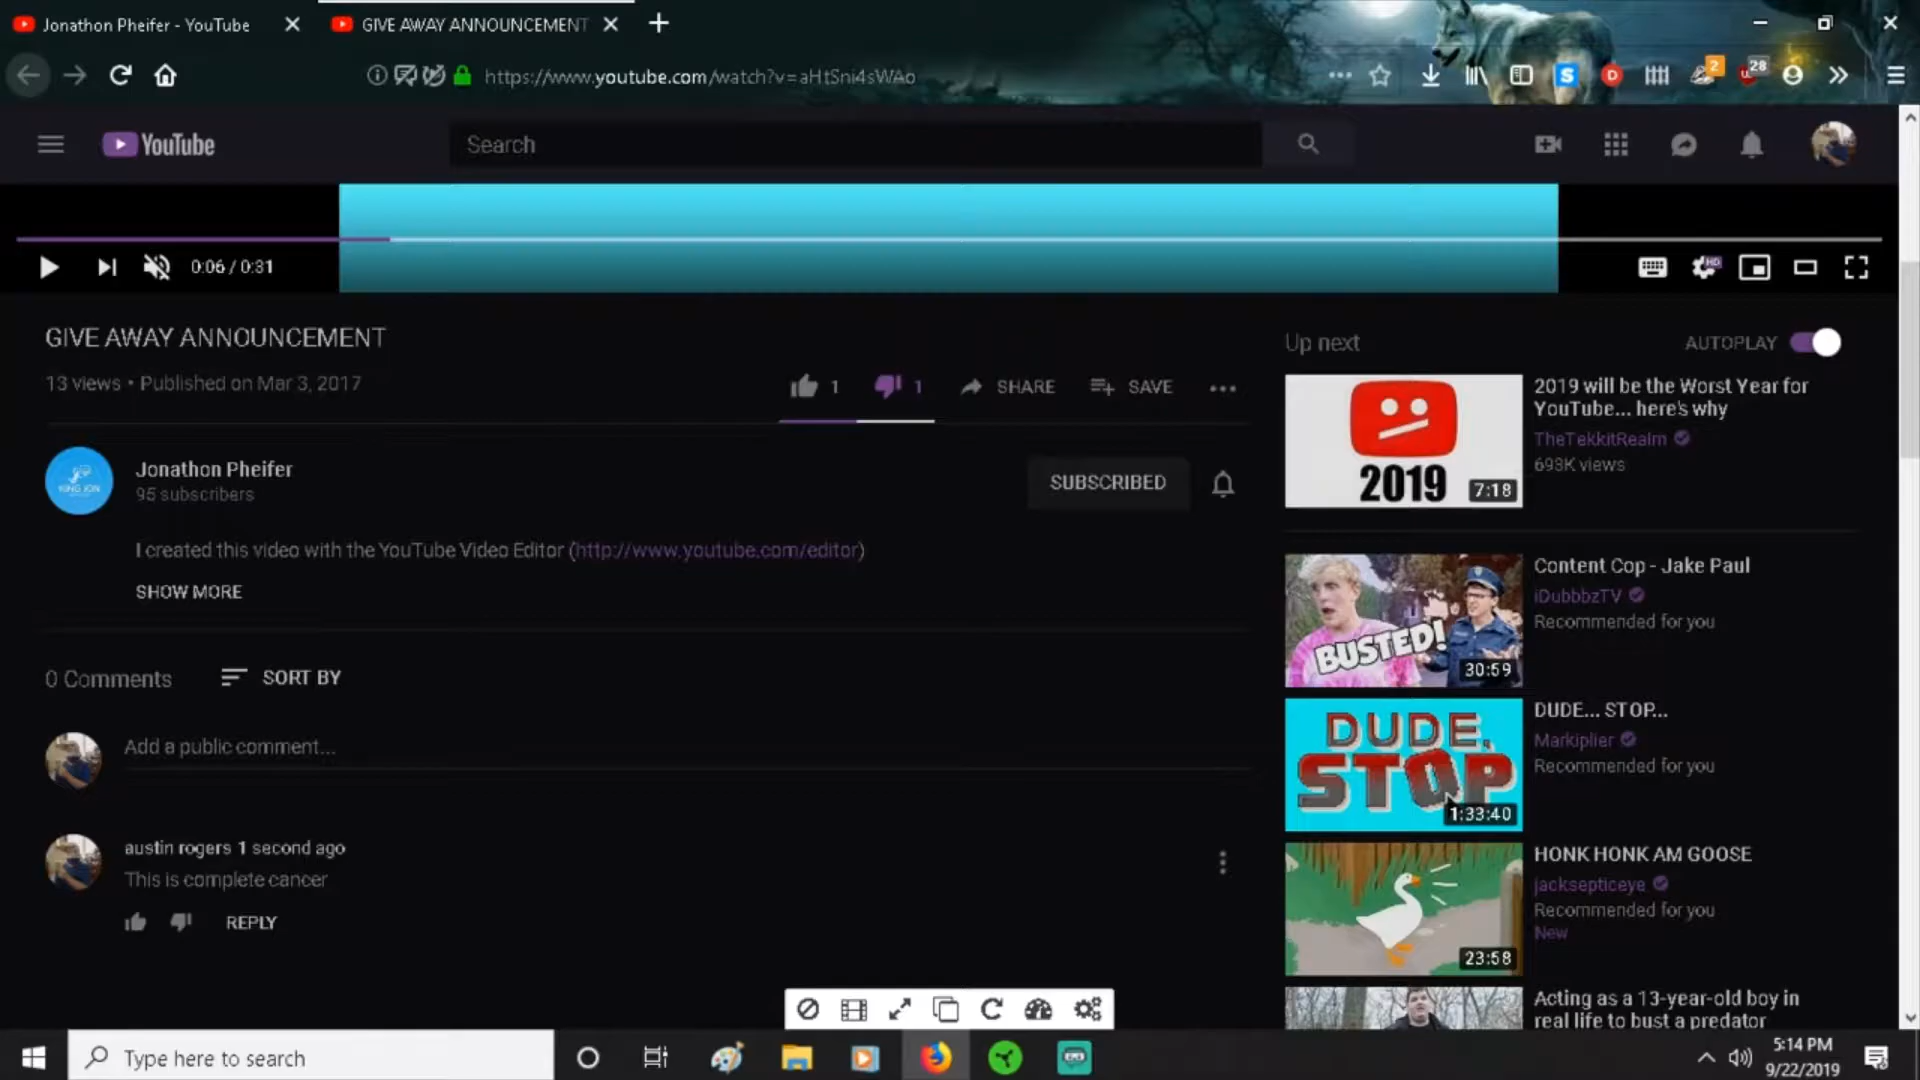 Jonathon Pheifer - YouTube
GIVE AWAY ANNOUNCEMENT
https://www.youtube.com/watch?v=aHtSni4sWAo
S
D
2
28
YouTube
Search
0:06 / 0:31
HD
GIVE AWAY ANNOUNCEMENT
13 views • Published on Mar 3, 2017
1
1
SHARE
SAVE
Jonathon Pheifer
95 subscribers
SUBSCRIBED
I created this video with the YouTube Video Editor (http://www.youtube.com/editor)
SHOW MORE
0 Comments
SORT BY
Add a public comment...
austin rogers 1 second ago
This is complete cancer
REPLY
Up next
AUTOPLAY
2019
7:18
2019 will be the Worst Year for
YouTube... here's why
TheTekkitRealm
693K views
BUSTED!
30:59
Content Cop - Jake Paul
iDubbbzTV
Recommended for you
DUDE,
STOP
1:33:40
DUDE... STOP...
Markiplier
Recommended for you
23:58
HONK HONK AM GOOSE
jacksepticeye
Recommended for you
New
Acting as a 13-year-old boy in
real life to bust a predator
Type here to search
5:14 PM
9/22/2019